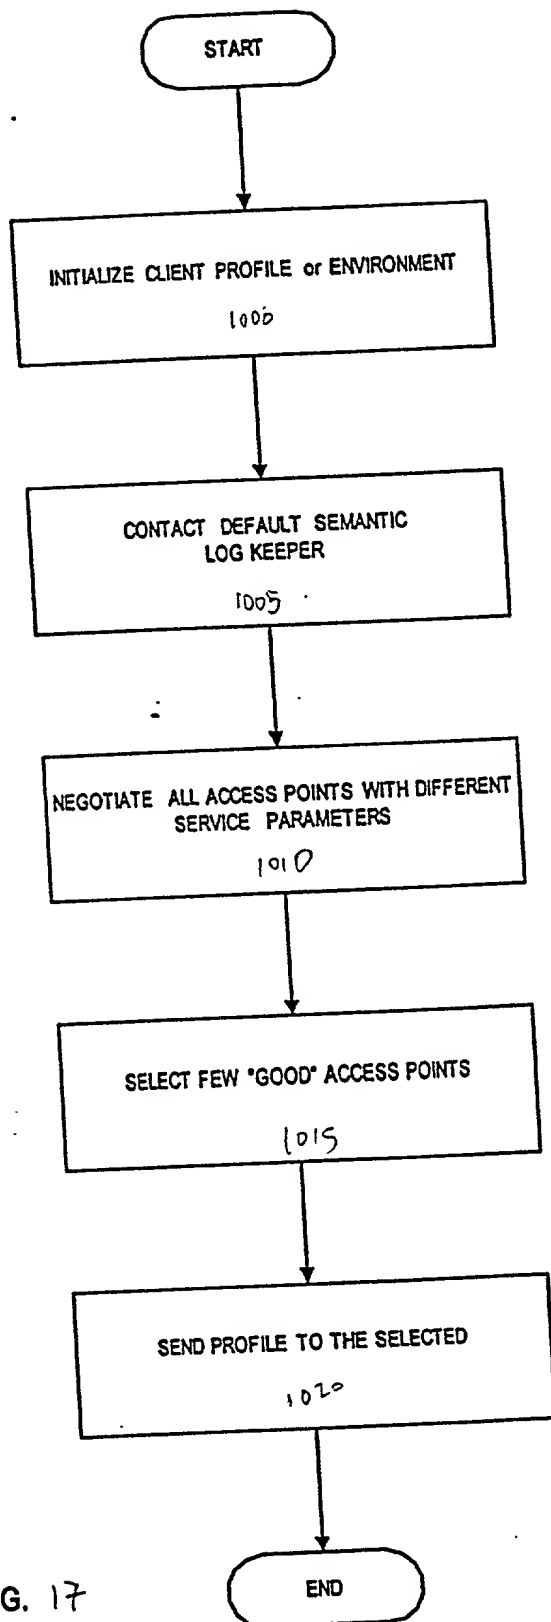 START
INITIALIZE CLIENT PROFILE or ENVIRONMENT
1000
CONTACT DEFAULT SEMANTIC
LOG KEEPER
1005
NEGOTIATE ALL ACCESS POINTS WITH DIFFERENT
SERVICE PARAMETERS
1010
SELECT FEW "GOOD" ACCESS POINTS
1015
SEND PROFILE TO THE SELECTED
1020
END
G. 17